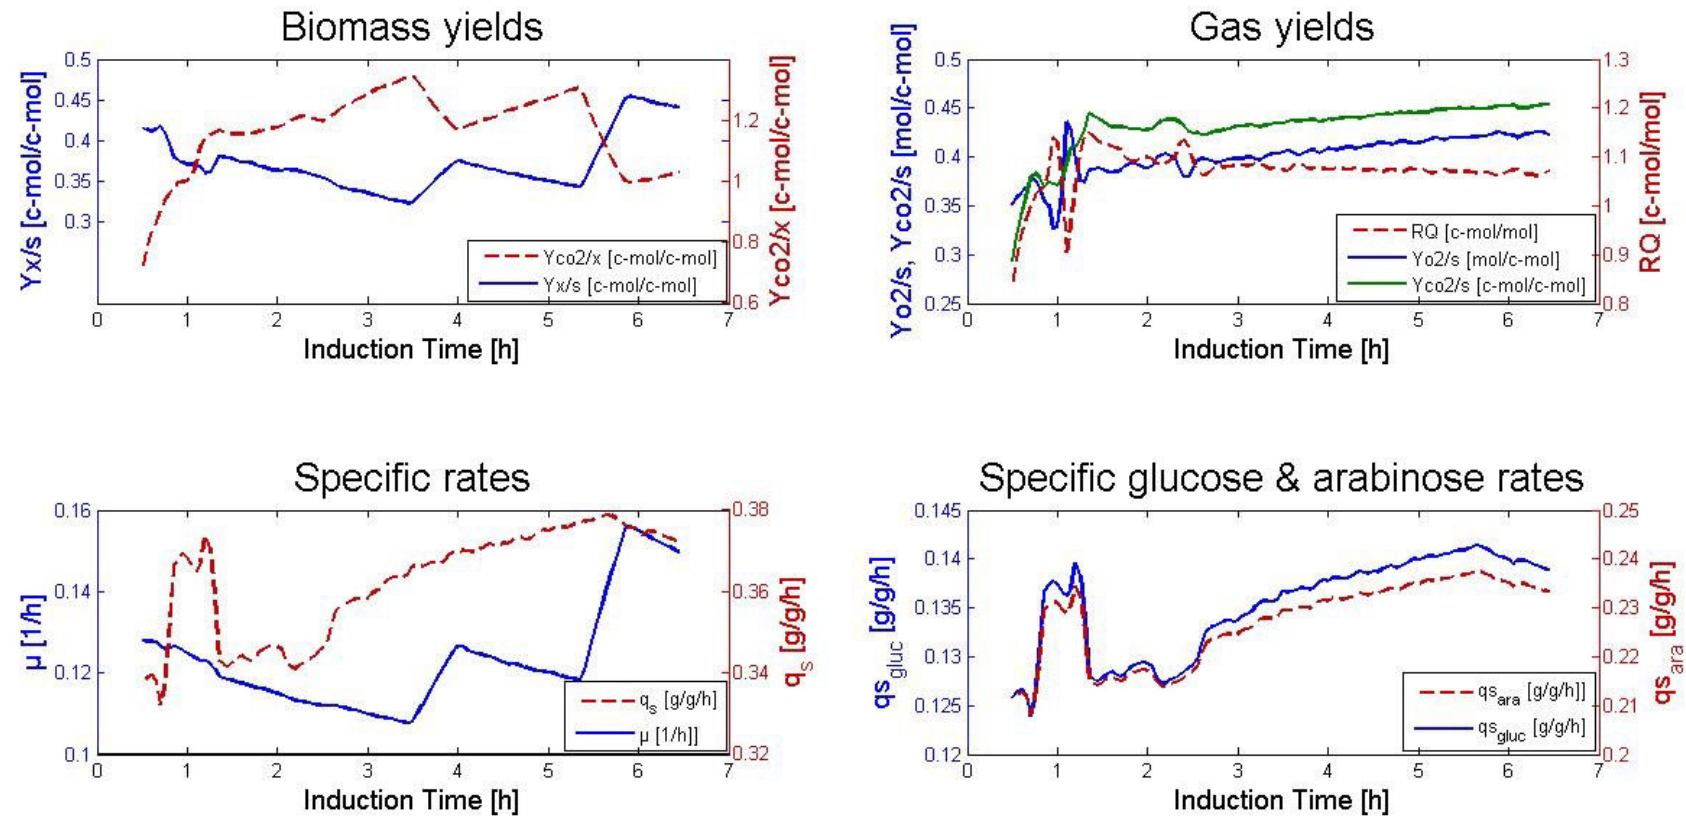 Biomass yields
0.5
0.45
0.4
0.35
0.3
Yx/s [c-mol/c-mol]
1.2
1
0.8
0.6
Yco2/x [c-mol/c-mol]
Yco2/x [c-mol/c-mol]
Yx/s [c-mol/c-mol]
0 1 2 3 4 5 6 7
Induction Time [h]
Gas yields
0.5
0.45
0.4
0.35
0.3
0.25
Yo2/s, Yco2/s [mol/c-mol]
1.3
1.2
1.1
1
0.9
0.8
RQ [c-mol/mol]
RQ [c-mol/mol]
Yo2/s [mol/c-mol]
Yco2/s [c-mol/c-mol]
0 1 2 3 4 5 6 7
Induction Time [h]
Specific rates
0.16
0.14
0.12
0.1
µ [1/h]
0.38
0.36
0.34
0.32
qs [g/g/h]
qs [g/g/h]
µ [1/h]]
0 1 2 3 4 5 6 7
Induction Time [h]
Specific glucose & arabinose rates
0.145
0.14
0.135
0.13
0.125
0.12
qsgluc [g/g/h]
0.25
0.24
0.23
0.22
0.21
0.2
qsara [g/g/h]
qsara [g/g/h]]
qsgluc [g/g/h]
0 1 2 3 4 5 6 7
Induction Time [h]